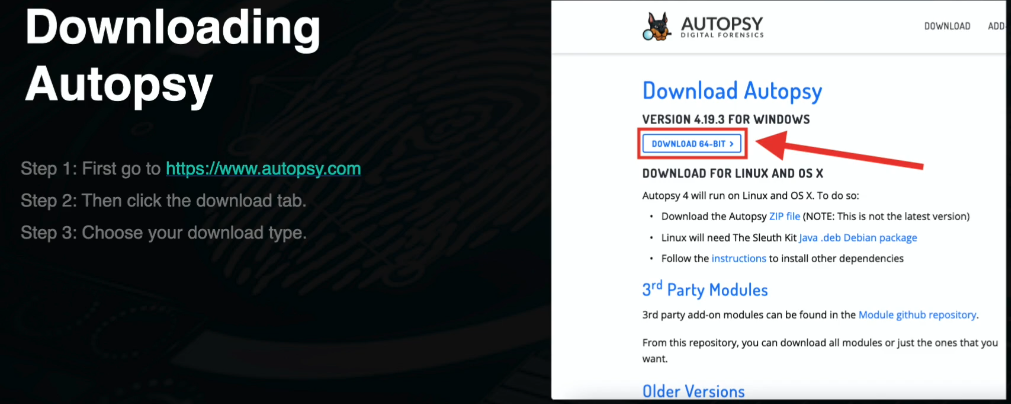 Downloading
Autopsy
Step 1: First go to https://www.autopsy.com
Step 2: Then click the download tab.
Step 3: Choose your download type.
AUTOPSY
DIGITAL FORENSICS
DOWNLOAD ADD
Download Autopsy
VERSION 4.19.3 FOR WINDOWS
DOWNLOAD 64-BIT >
DOWNLOAD FOR LINUX AND OS X
Autopsy 4 will run on Linux and OS X. To do so:
• Download the Autopsy ZIP file (NOTE: This is not the latest version)
• Linux will need The Sleuth Kit Java .deb Debian package
• Follow the instructions to install other dependencies
3rd Party Modules
3rd party add-on modules can be found in the Module github repository.
From this repository, you can download all modules or just the ones that you
want.
Older Versions